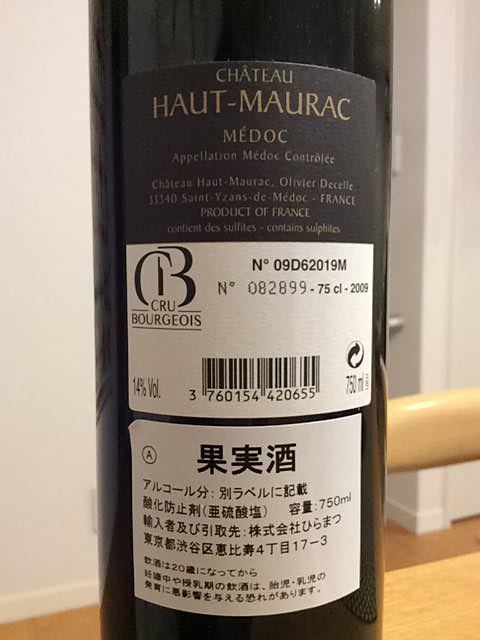 CHÂTEAU
HAUT-MAURAC
MÉDOC
Appellation Médoc Contrôlée
Château Haut-Maurac, Olivier Decelle
33340 Saint-Yzans-de-Médoc - FRANCE
PRODUCT OF FRANCE
contient des sulfites - contains sulphites
N° 09D62019M
N° 082899 - 75 cl - 2009
CB
CRU
BOURGEOIS
14% Vol.
3 760154 420655
750 ml
A
果実酒
アルコール分：別ラベルに記載
酸化防止剤(亜硫酸塩) 容量：750ml
輸入者及び引取先：株式会社ひらまつ
東京都渋谷区恵比寿4丁目17-3
飲酒は20歳になってから
妊娠中や授乳期の飲酒は、胎児・乳児の
発育に悪影響を与える恐れがあります。